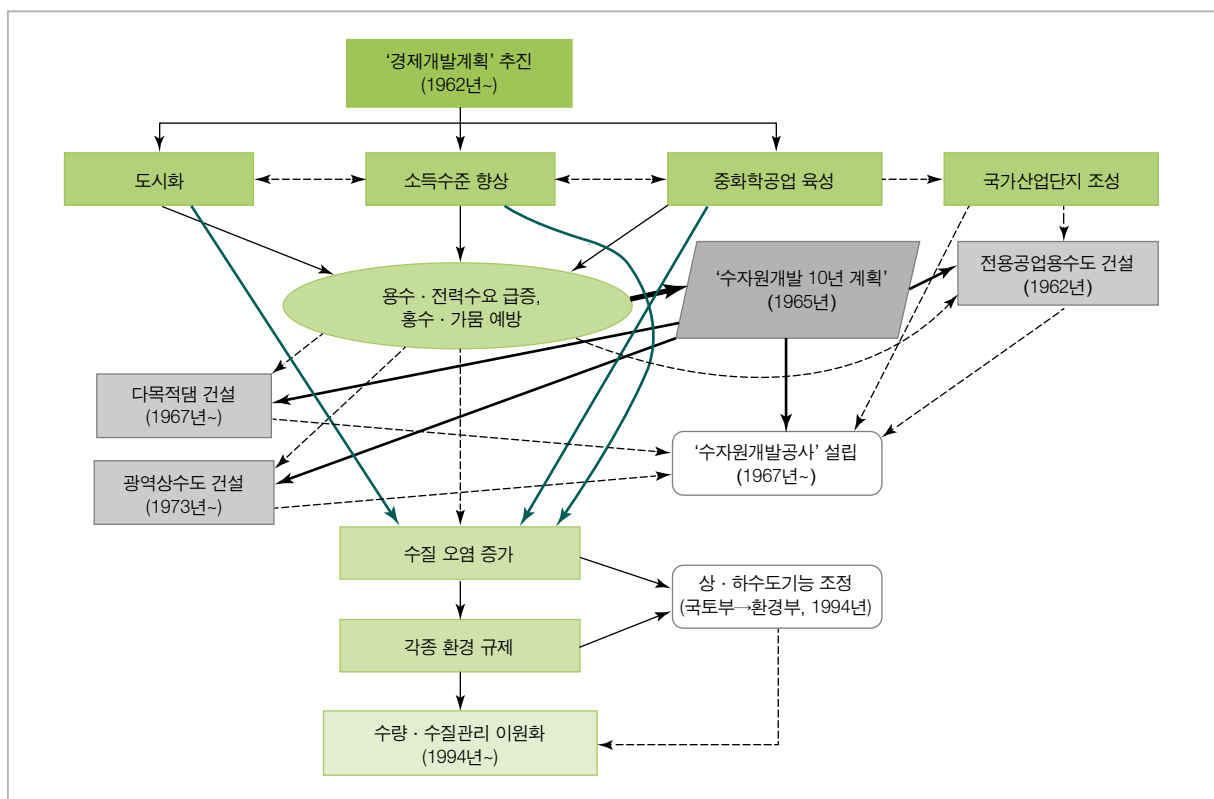 ‘경제개발계획’ 추진
(1962년~)
도시화
소득수준 향상
중화학공업 육성
국가산업단지 조성
용수 · 전력수요 급증,
홍수 · 가뭄 예방
‘수자원개발 10년 계획’
(1965년)
전용공업용수도 건설
(1962년)
다목적댐 건설
(1967년~)
광역상수도 건설
(1973년~)
‘수자원개발공사’ 설립
(1967년~)
수질 오염 증가
상 · 하수도기능 조정
(국토부→환경부, 1994년)
각종 환경 규제
수량 · 수질관리 이원화
(1994년~)